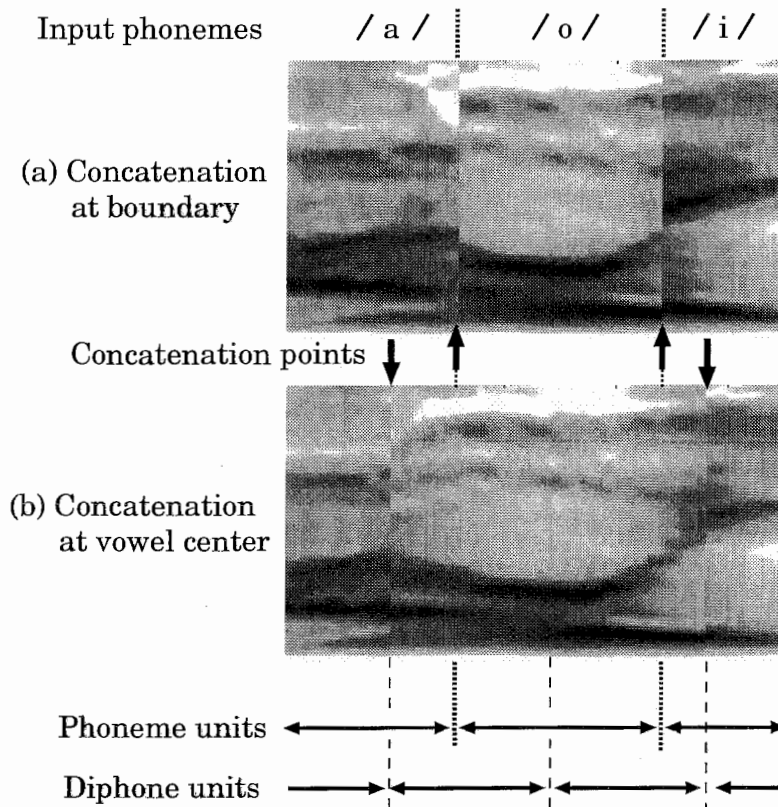 Input phonemes / a / / o / / i /
(a) Concatenation
at boundary
Concatenation points
(b) Concatenation
at vowel center
Phoneme units
Diphone units